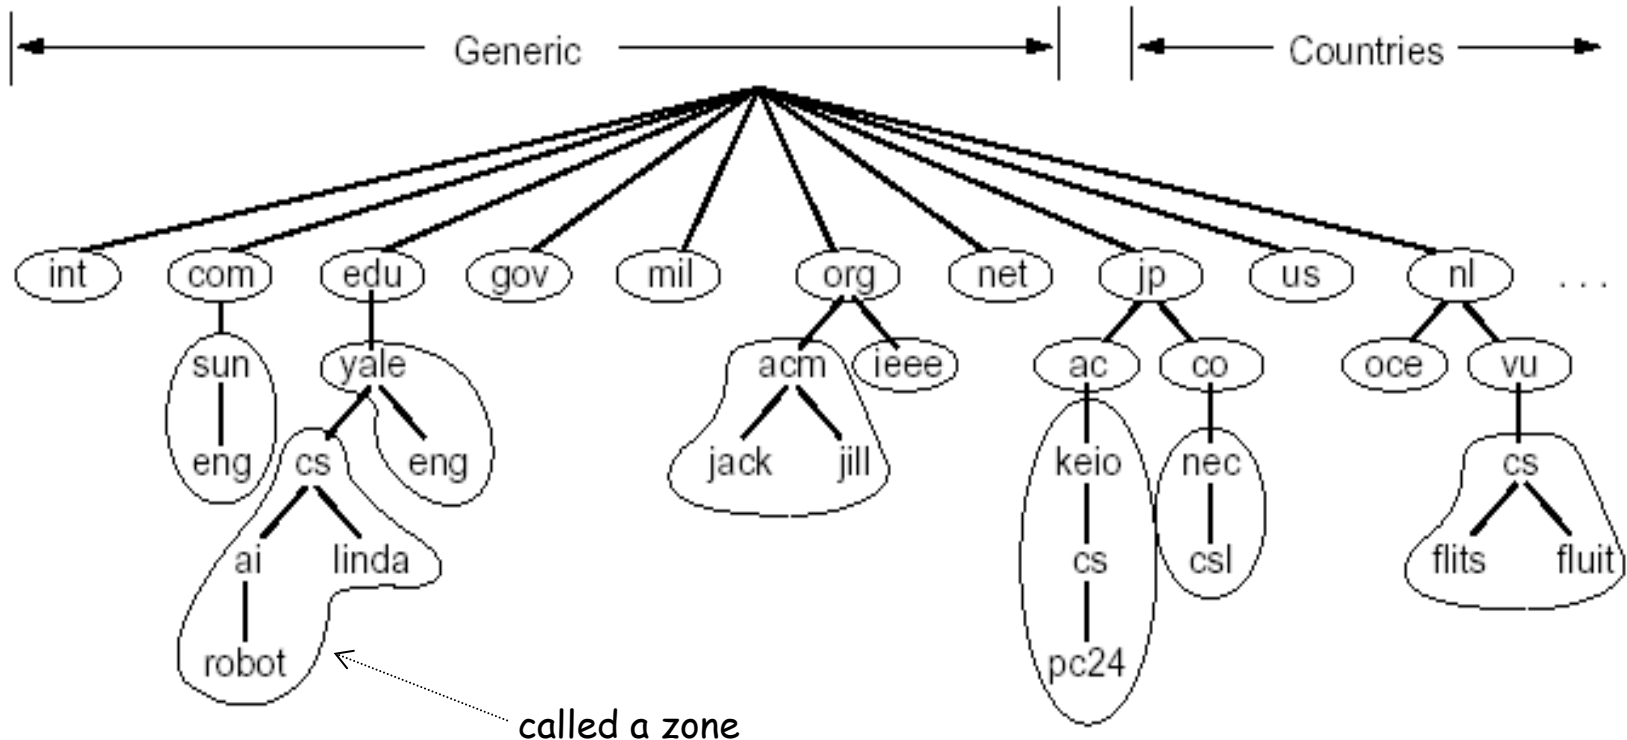 Generic Countries
int com edu gov mil org net jp us nl . . .
sun yale acm ieee ac co oce vu
eng cs eng jack jill keio nec cs
ai linda cs csl flits fluit
robot pc24
called a zone